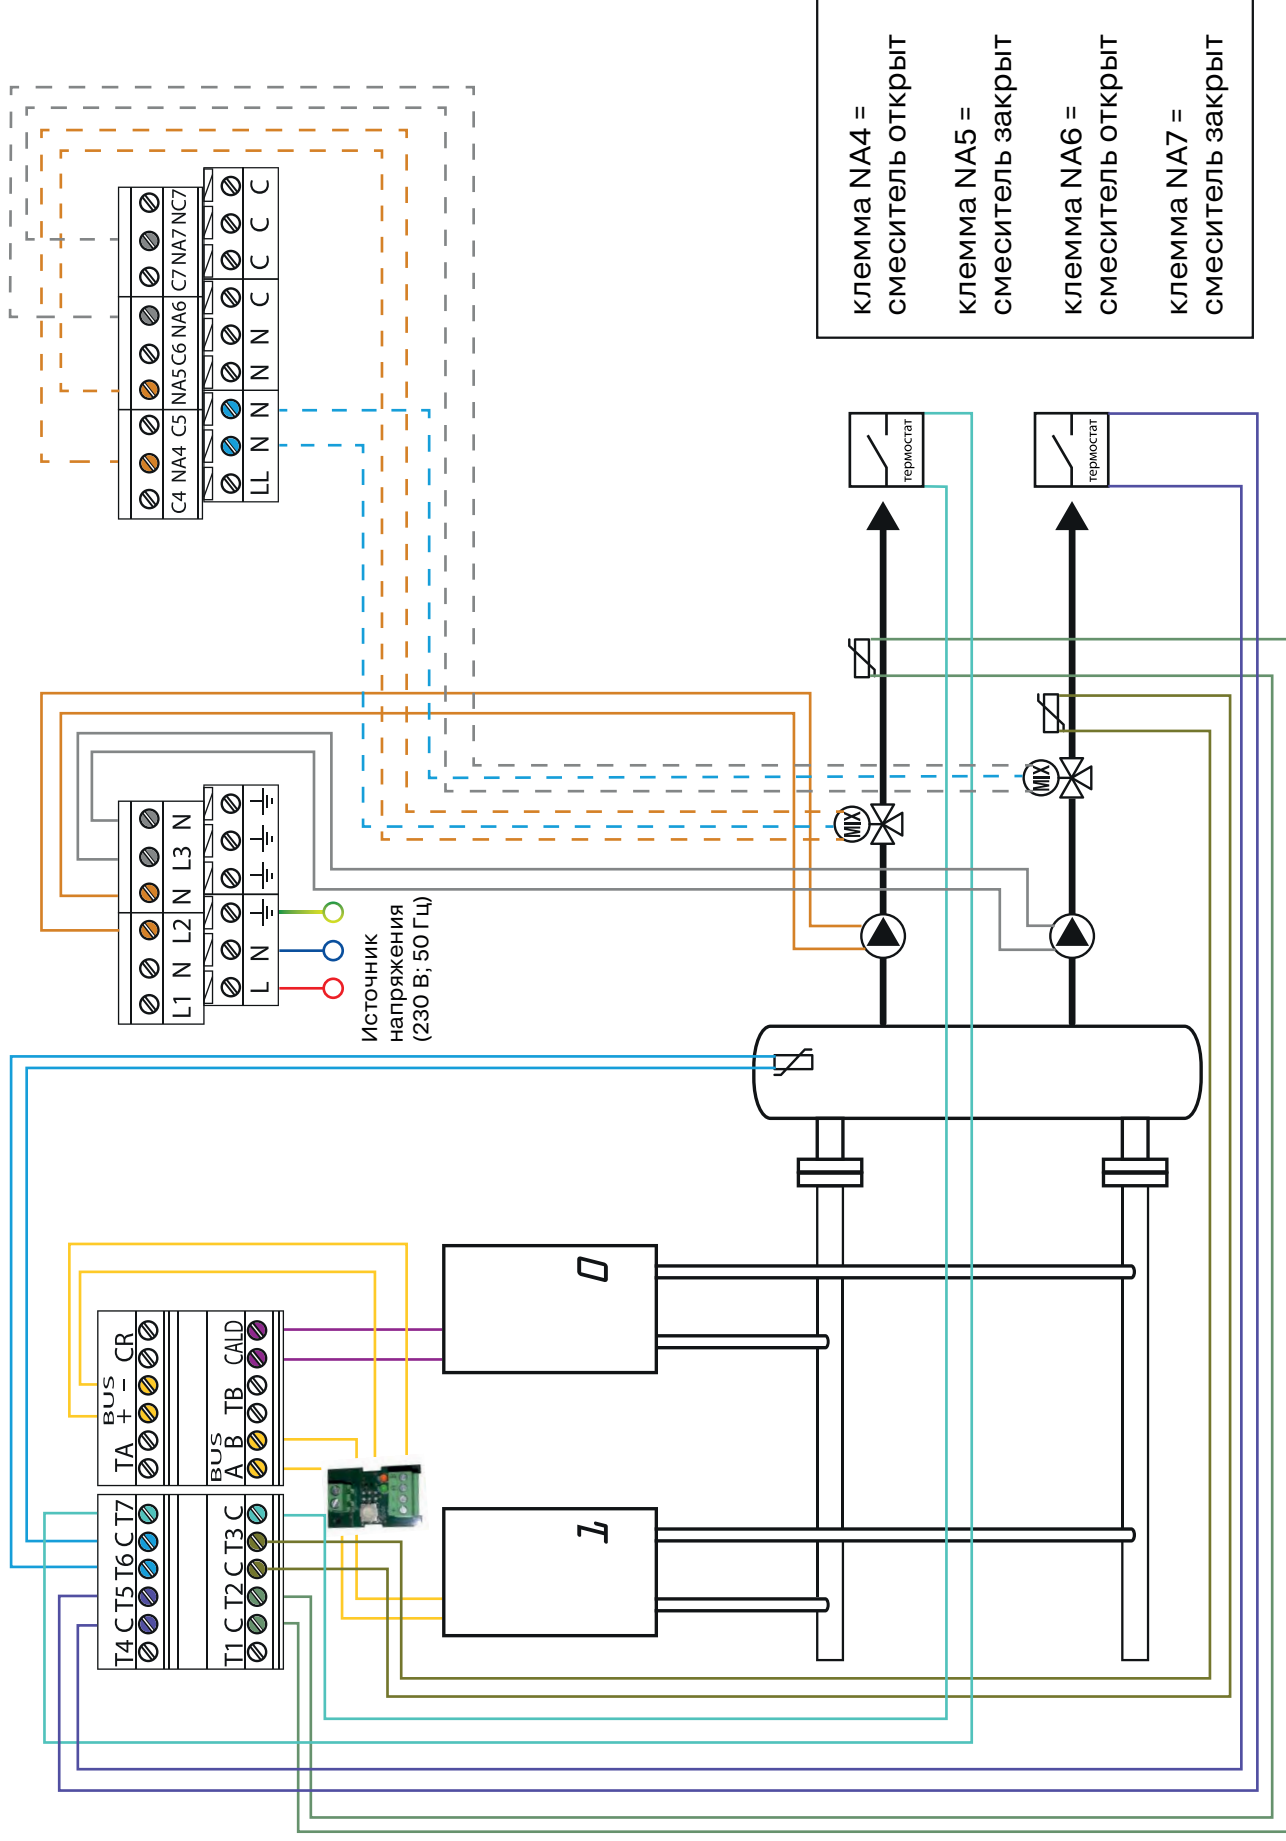 T4 C T5 T6 C T7
BUS
TA + - CR
T1 C T2 C T3 C
BUS
A B TB CALD
L1 N L2 N L3 N
L N
C4 NA4 C5 NA5 C6 NA6 C7 NA7 NC7
LL N N N N C C C C
Источник
напряжения
(230 В; 50 Гц)
1
0
MIX
термостат
MIX
термостат
клемма NA4 =
смеситель открыт
клемма NA5 =
смеситель закрыт
клемма NA6 =
смеситель открыт
клемма NA7 =
смеситель закрыт